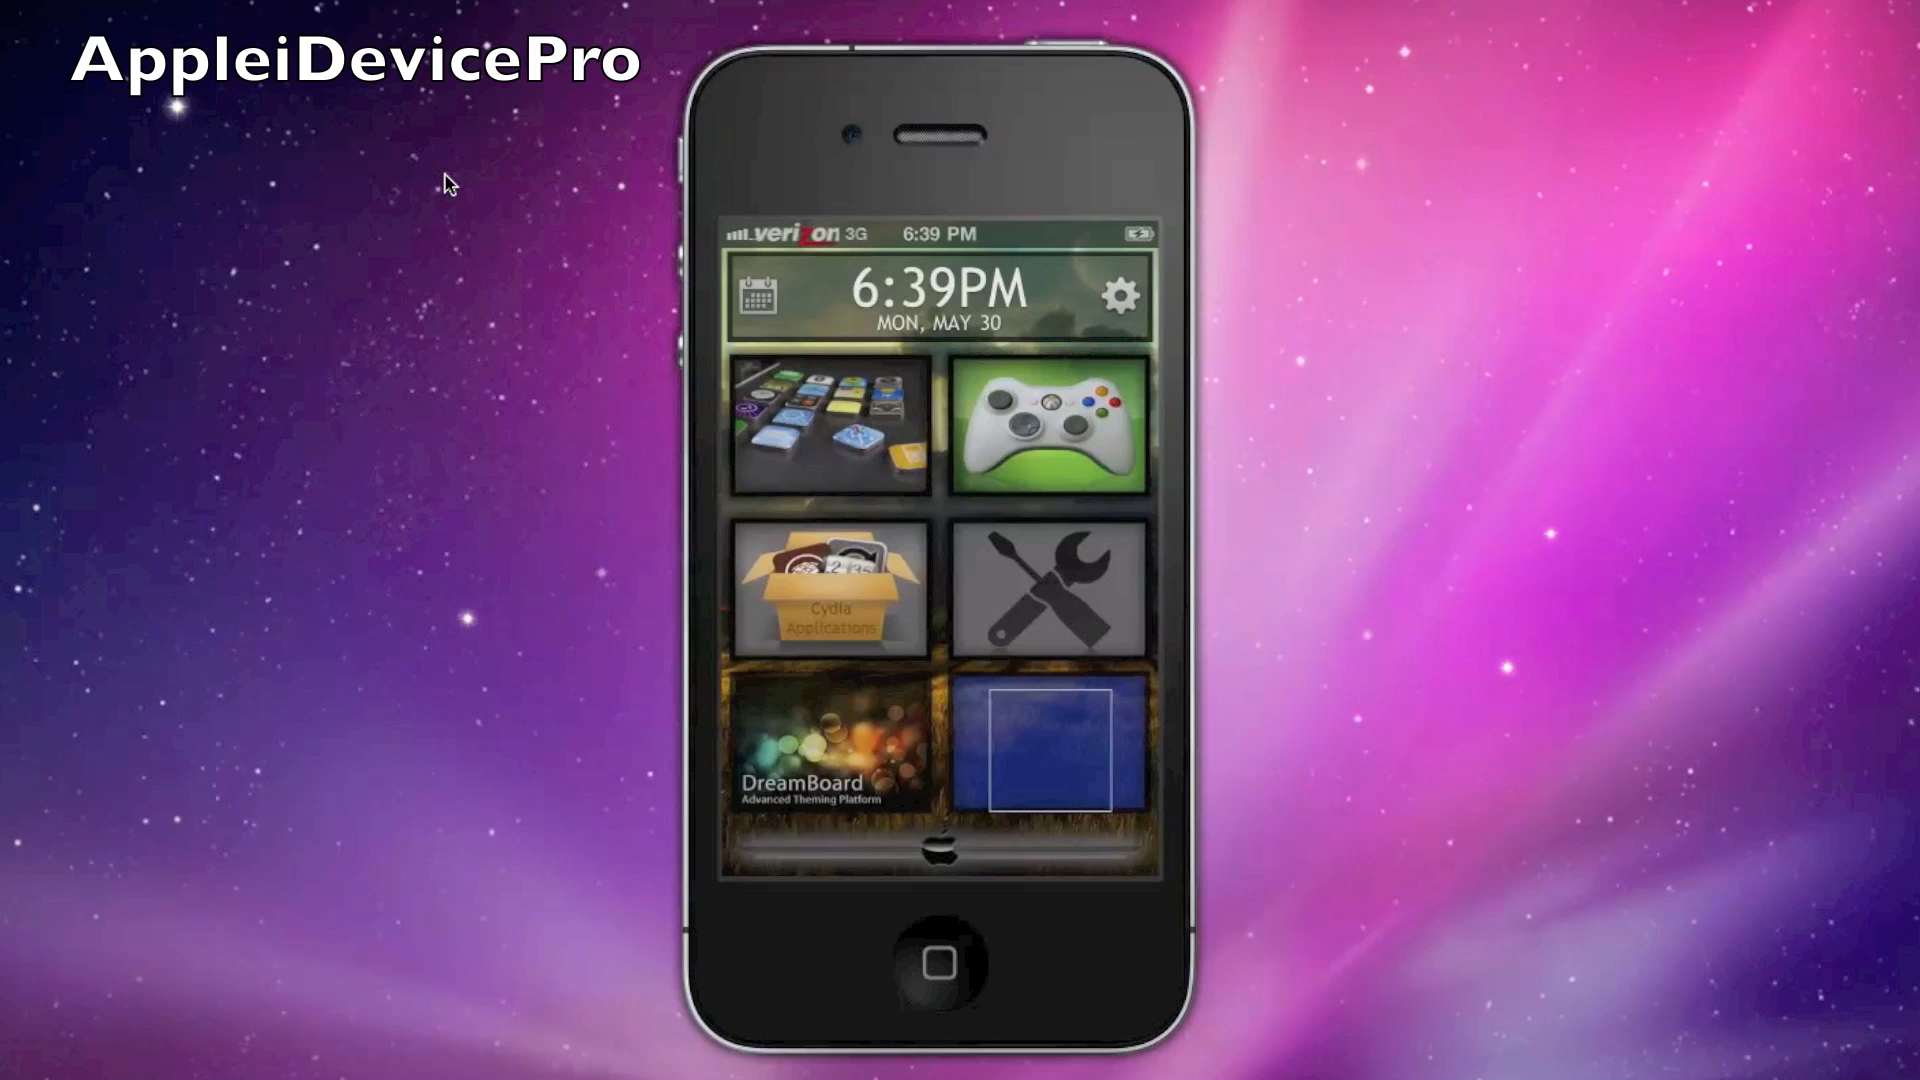 AppleiDevicePro
verizon 3G 6:39 PM
6:39PM
MON, MAY 30
Cydia
Applications
DreamBoard
Advanced Theming Platform